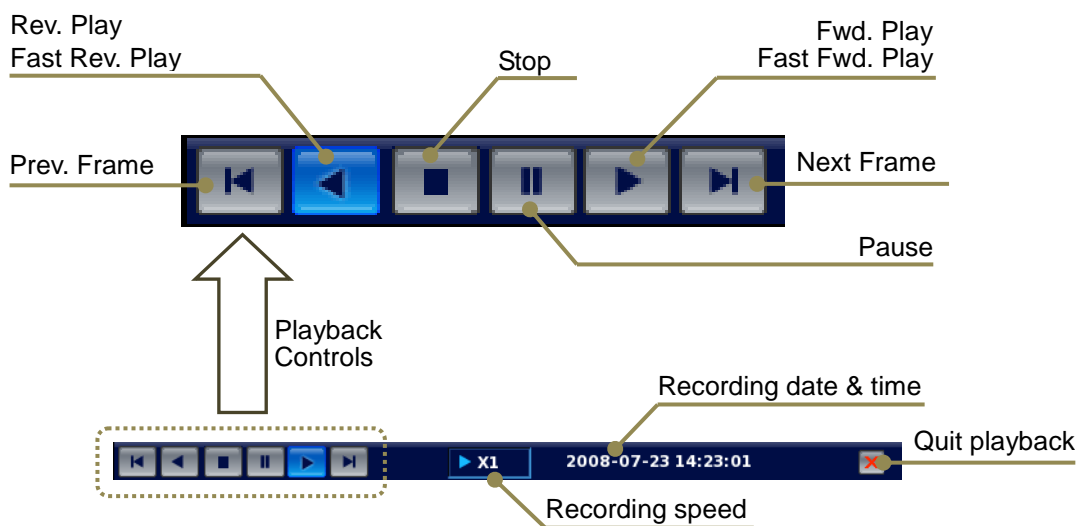 Rev. Play
Fast Rev. Play
Stop
Fwd. Play
Fast Fwd. Play
Prev. Frame
Next Frame
Pause
Playback
Controls
Recording date & time
Quit playback
X1
2008-07-23 14:23:01
Recording speed